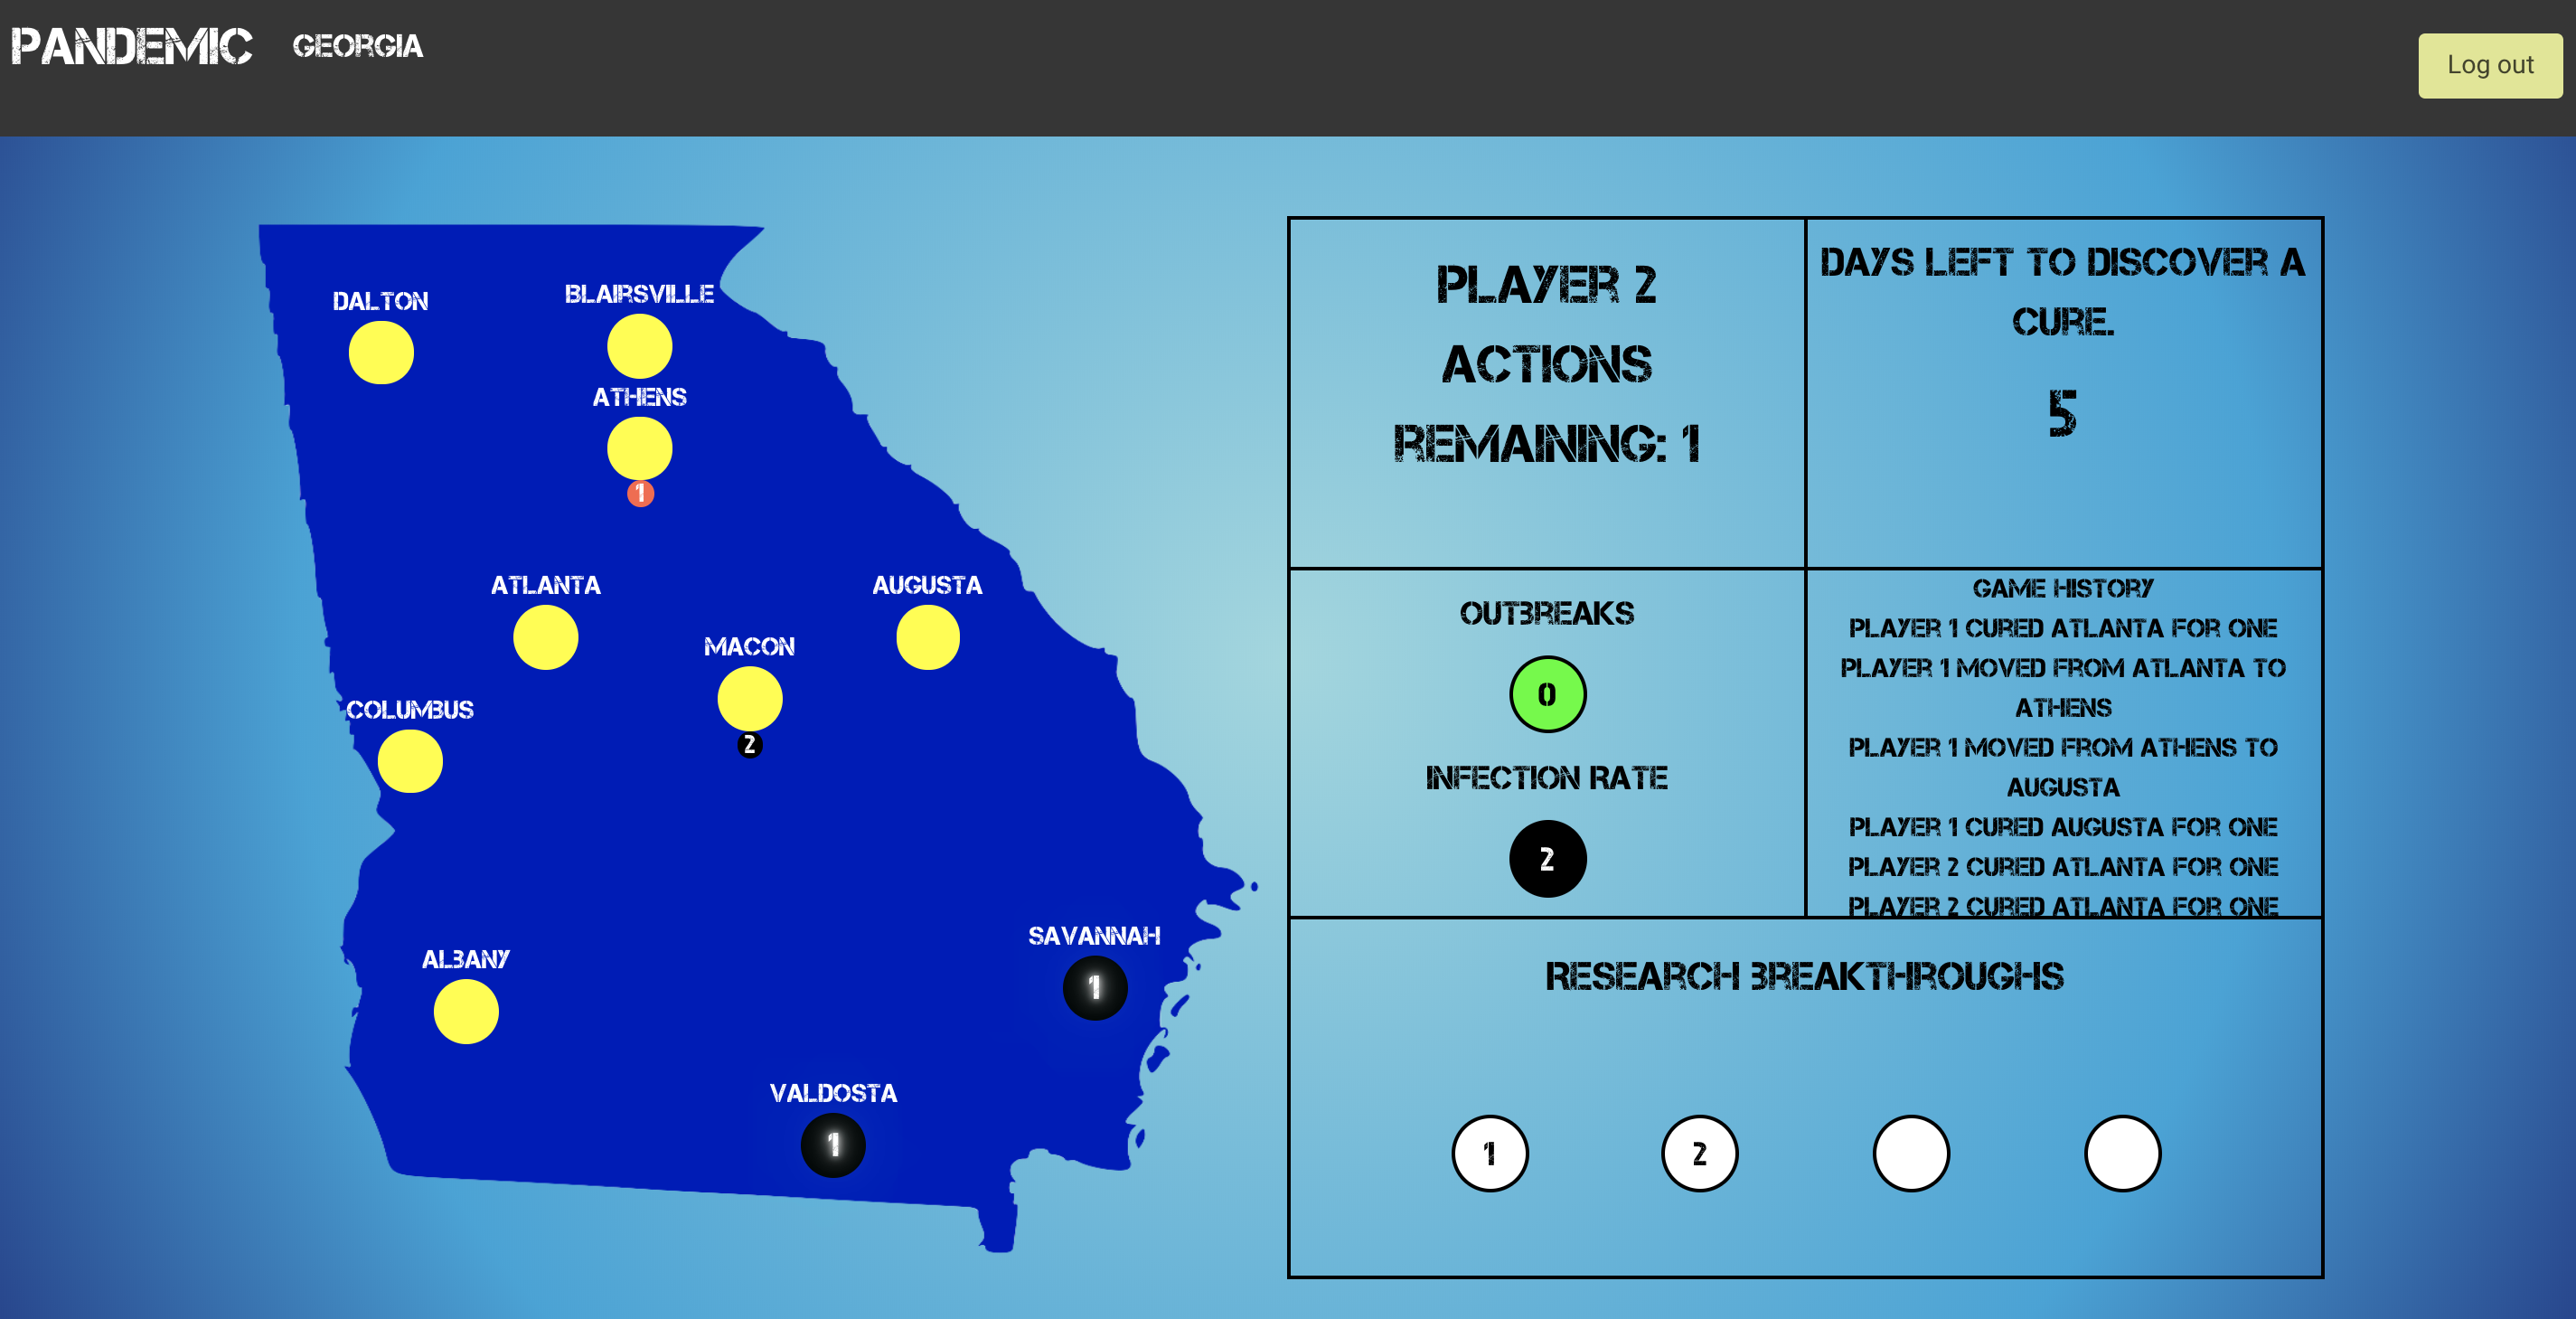 PANDEMIC
GEORGIA
Log out
DALTON
BLAIRSVILLE
ATHENS
1
ATLANTA
AUGUSTA
MACON
2
COLUMBUS
SAVANNAH
1
ALBANY
VALDOSTA
1
PLAYER 2
ACTIONS
REMAINING: 1
DAYS LEFT TO DISCOVER A
CURE.
5
OUTBREAKS
0
INFECTION RATE
2
GAME HISTORY
PLAYER 1 CURED ATLANTA FOR ONE
PLAYER 1 MOVED FROM ATLANTA TO
ATHENS
PLAYER 1 MOVED FROM ATHENS TO
AUGUSTA
PLAYER 1 CURED AUGUSTA FOR ONE
PLAYER 2 CURED ATLANTA FOR ONE
PLAYER 2 CURED ATLANTA FOR ONE
RESEARCH BREAKTHROUGHS
1
2